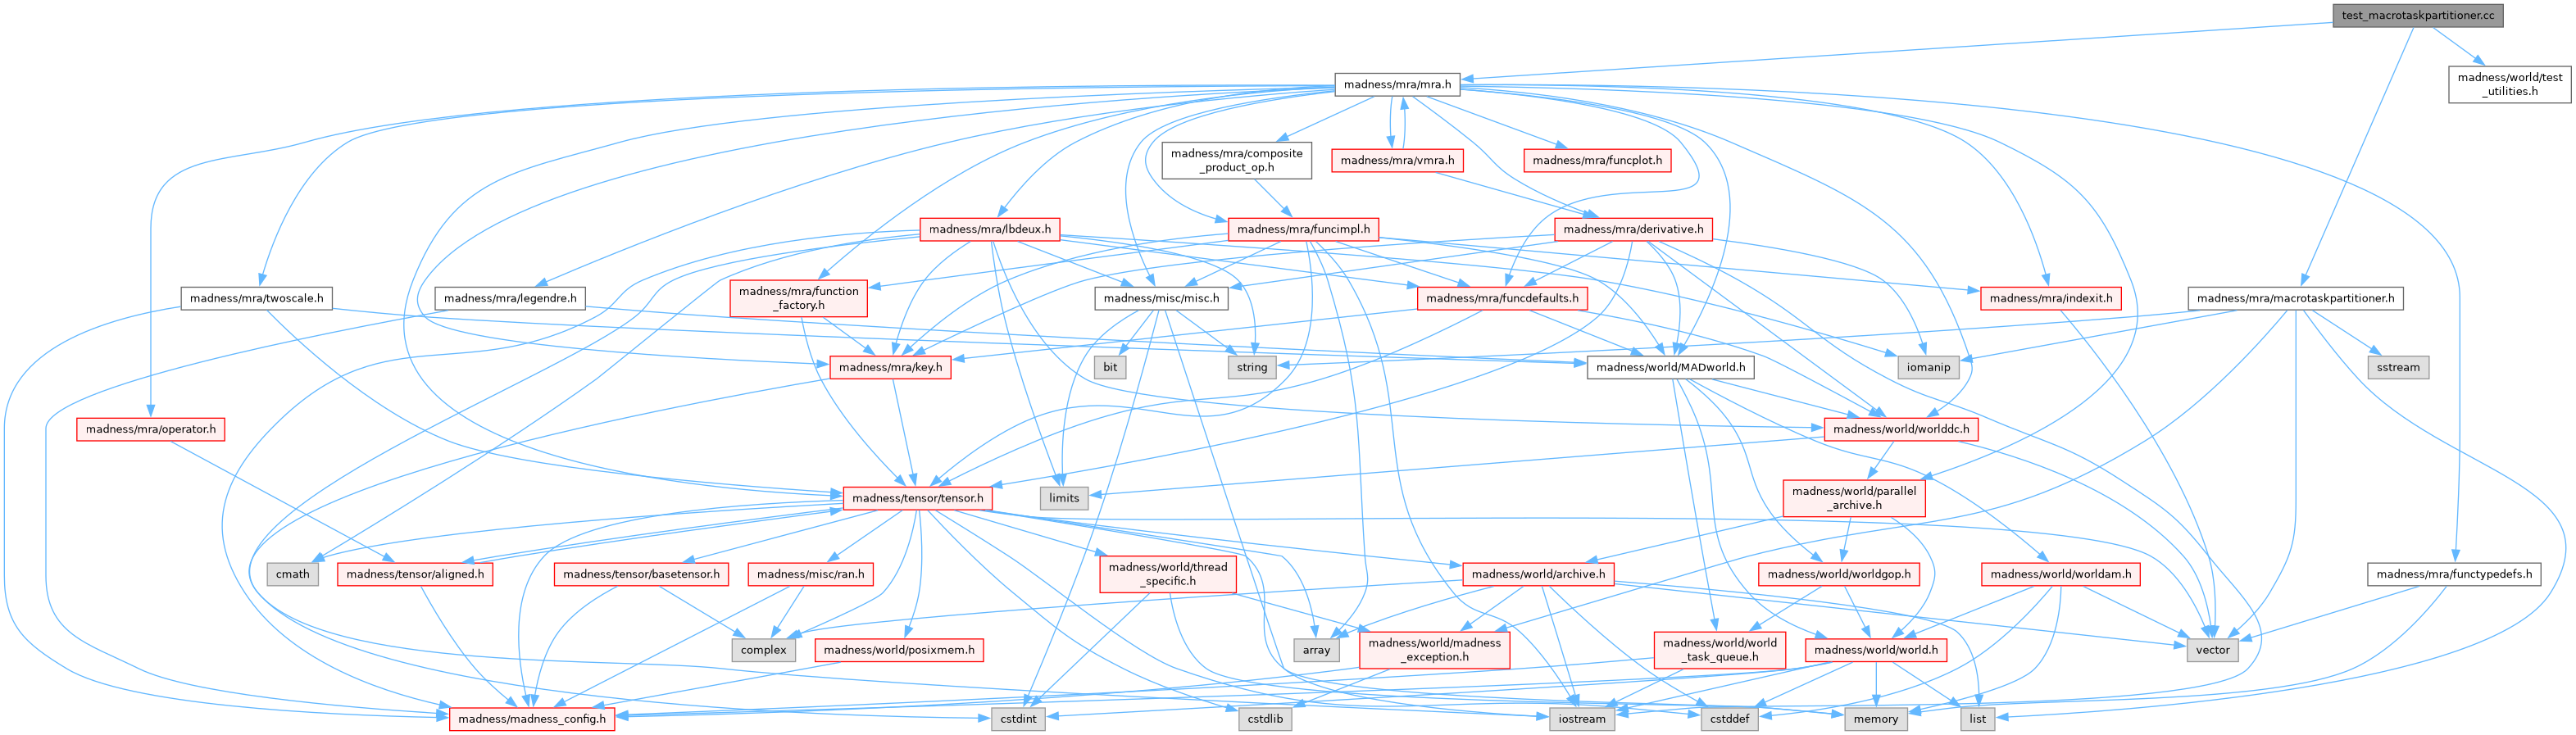 test_macrotaskpartitioner.cc
madness/mra/mra.h
madness/world/test
_utilities.h
madness/mra/composite
_product_op.h
madness/mra/vmra.h
madness/mra/funcplot.h
madness/mra/lbdeux.h
madness/mra/funcimpl.h
madness/mra/derivative.h
madness/mra/twoscale.h
madness/mra/legendre.h
madness/mra/function
_factory.h
madness/misc/misc.h
madness/mra/funcdefaults.h
madness/mra/indexit.h
madness/mra/macrotaskpartitioner.h
madness/mra/key.h
bit
string
madness/world/MADworld.h
iomanip
sstream
madness/mra/operator.h
madness/world/worlddc.h
madness/tensor/tensor.h
limits
madness/world/parallel
_archive.h
cmath
madness/tensor/aligned.h
madness/tensor/basetensor.h
madness/misc/ran.h
madness/world/thread
_specific.h
madness/world/archive.h
madness/world/worldgop.h
madness/world/worldam.h
madness/mra/functypedefs.h
complex
madness/world/posixmem.h
array
madness/world/madness
_exception.h
madness/world/world
_task_queue.h
madness/world/world.h
vector
madness/madness_config.h
cstdint
cstdlib
iostream
cstddef
memory
list